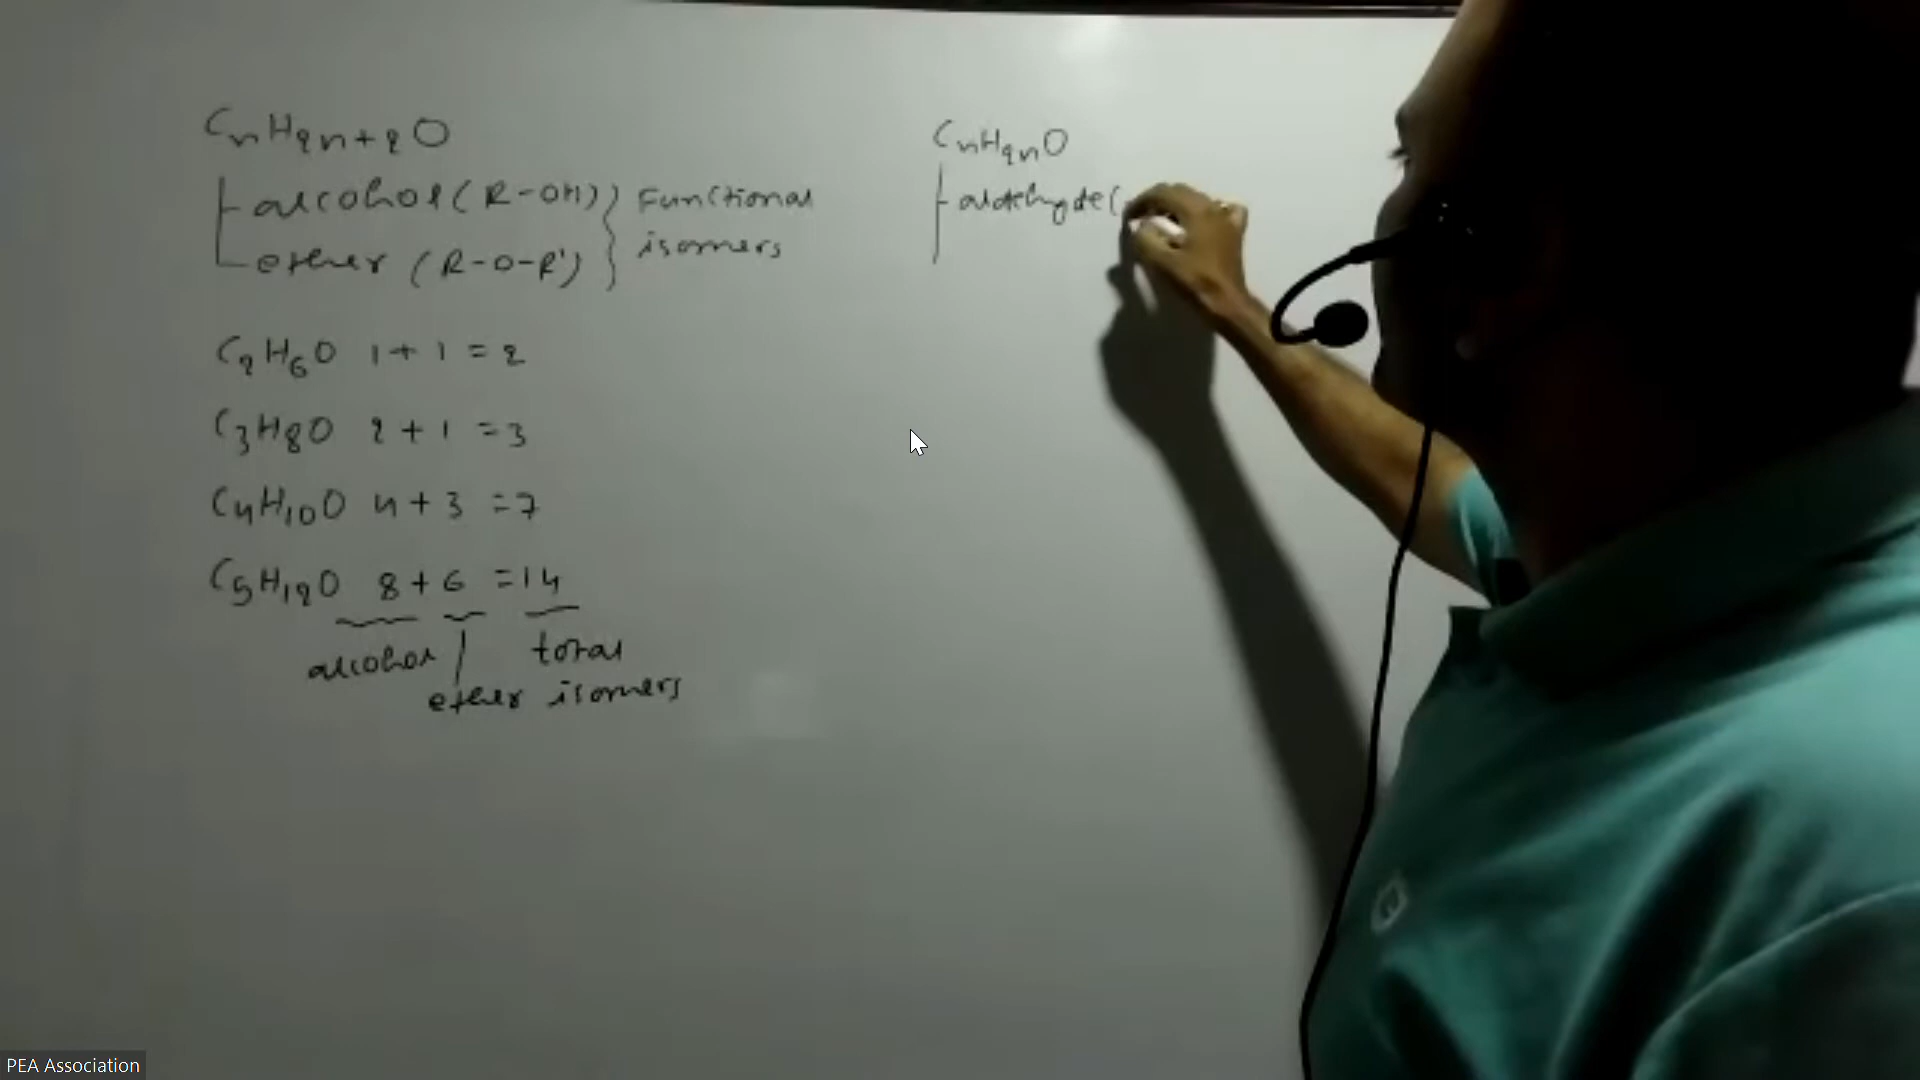 CnH2n+2O
alcohol (R-OH) } Functional
ether (R-O-R') } isomers
C2H6O 1 + 1 = 2
C3H8O 2 + 1 = 3
C4H10O 4 + 3 = 7
C5H12O 8 + 6 = 14
alcohol total
ether isomers
CnH2nO
aldehyde (
PEA Association